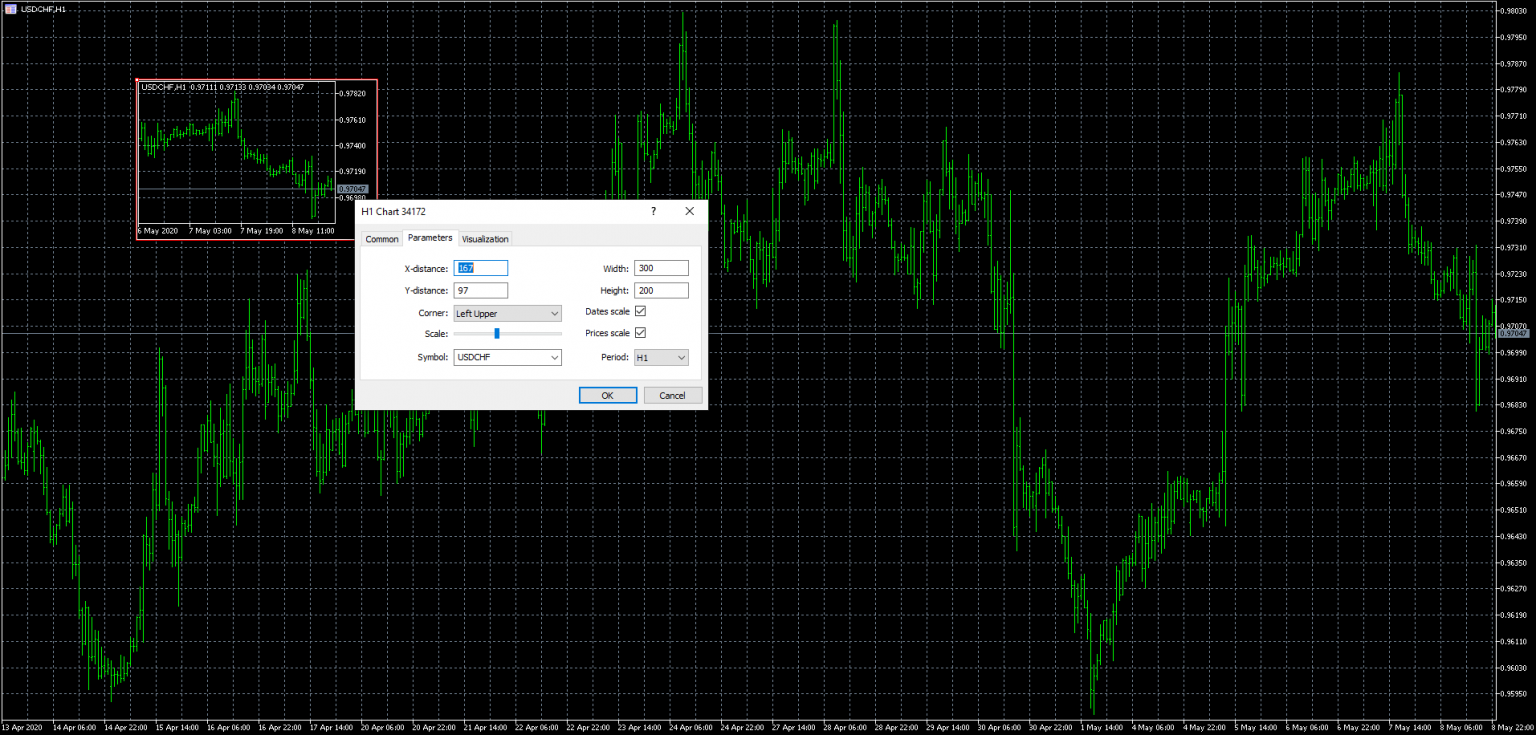 USDCHF,H1
USDCHF,H1 0.97111 0.97133 0.97034 0.97047
0.97820
0.97610
0.97400
0.97190
0.97047
0.96980
6 May 2020 7 May 03:00 7 May 19:00 8 May 11:00
H1 Chart 34172 ?
Common Parameters Visualization
X-distance: 167 Width: 300
Y-distance: 97 Height: 200
Corner: Left Upper Dates scale
Scale: Prices scale
Symbol: USDCHF Period: H1
OK Cancel
0.98030
0.97950
0.97870
0.97790
0.97710
0.97630
0.97550
0.97470
0.97390
0.97310
0.97230
0.97150
0.97070
0.97047
0.96990
0.96910
0.96830
0.96750
0.96670
0.96590
0.96510
0.96430
0.96350
0.96270
0.96190
0.96110
0.96030
0.95950
13 Apr 2020 14 Apr 06:00 14 Apr 22:00 15 Apr 14:00 16 Apr 06:00 16 Apr 22:00 17 Apr 14:00 20 Apr 06:00 20 Apr 22:00 21 Apr 14:00 22 Apr 06:00 22 Apr 22:00 23 Apr 14:00 24 Apr 06:00 24 Apr 22:00 27 Apr 14:00 28 Apr 06:00 28 Apr 22:00 29 Apr 14:00 30 Apr 06:00 30 Apr 22:00 1 May 14:00 4 May 06:00 4 May 22:00 5 May 14:00 6 May 06:00 6 May 22:00 7 May 14:00 8 May 06:00 8 May 22:00